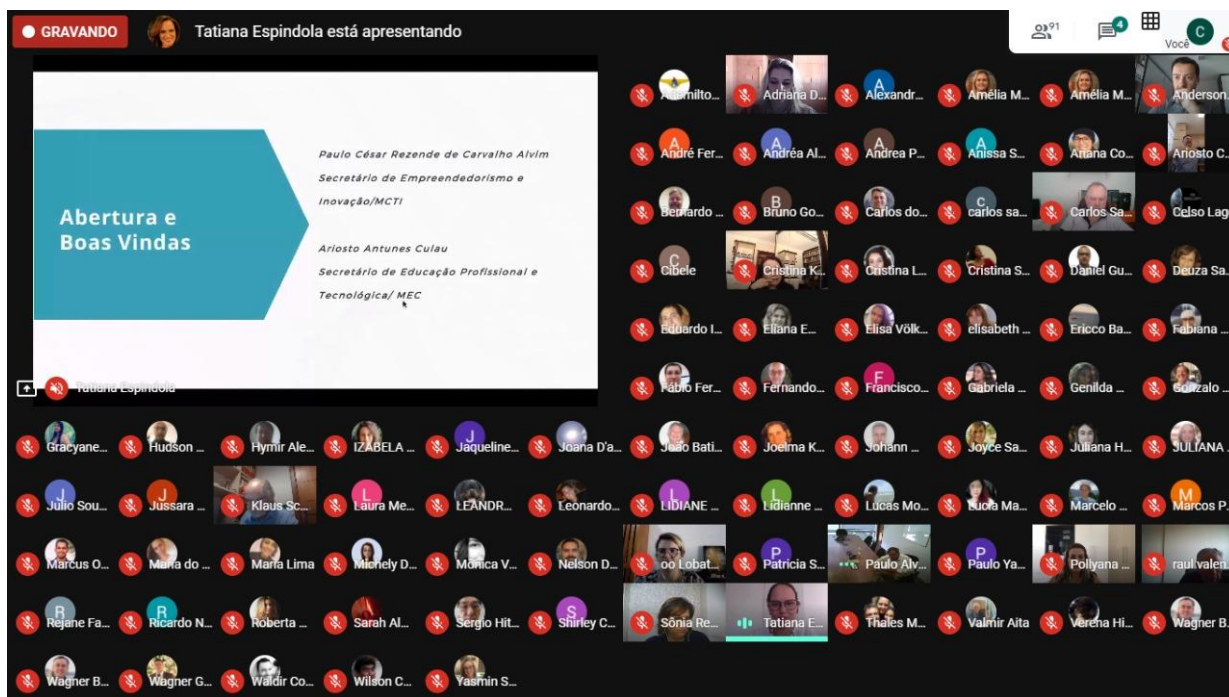 GRAVANDO
Tatiana Espindola está apresentando
91
4
Você
C
Abertura e
Boas Vindas
Paulo César Rezende de Carvalho Alvim
Secretário de Empreendedorismo e
Inovação/MCTI
Ariosto Antunes Culau
Secretário de Educação Profissional e
Tecnológica/ MEC
Tatiana Espindola
Adriana D...
A
Alexandr...
Amélia M...
Amélia M...
Anderson
A
André Fer...
A
Andréa Al...
A
Andrea P...
A
Anissa S...
Ariana Co...
Ariosto C...
Bernardo ...
B
Bruno Go...
Carlos do...
c
carlos sa...
Carlos Sa...
Celso Lag
C
Cibele
Cristina K...
Cristina L...
Cristina S...
Daniel Gu...
Deuza Sa...
Eduardo I...
Eliana E...
Elisa Völk...
elisabeth ...
Ericco Ba...
Fabiana ...
Fábio Fer...
Fernando...
F
Francisco...
Gabriela ...
Genilda ...
Gonzalo ...
Gracyane...
Hudson ...
Hymir Ale...
IZABELA ...
J
Jaqueline...
Joana D'a...
João Bati...
Joelma K...
Johann ...
Joyce Sa...
Juliana H...
JULIANA
J
Julio Sou...
J
Jussara ...
Klaus Sc...
L
Laura Me...
LEANDR...
Leonardo...
L
LIDIANE ...
L
Lidianne ...
Lucas Mo...
Lucia Ma...
Marcelo ...
M
Marcos P...
Marcus O...
Maria do ...
Maria Lima
Michely D...
Mônica V...
Nelson D...
oo Lobat...
P
Patricia S...
Paulo Alv...
P
Paulo Ya...
Pollyana ...
raul.valen...
R
Rejane Fa...
R
Ricardo N...
Roberta ...
Sarah Al...
Sergio Hit...
S
Shirley C...
Sônia Re...
Tatiana E...
Thales M...
Valmir Aita
Verena Hi...
Wagner B...
Wagner B...
Wagner G...
Waldir Co...
Wilson C...
Yasmin S...